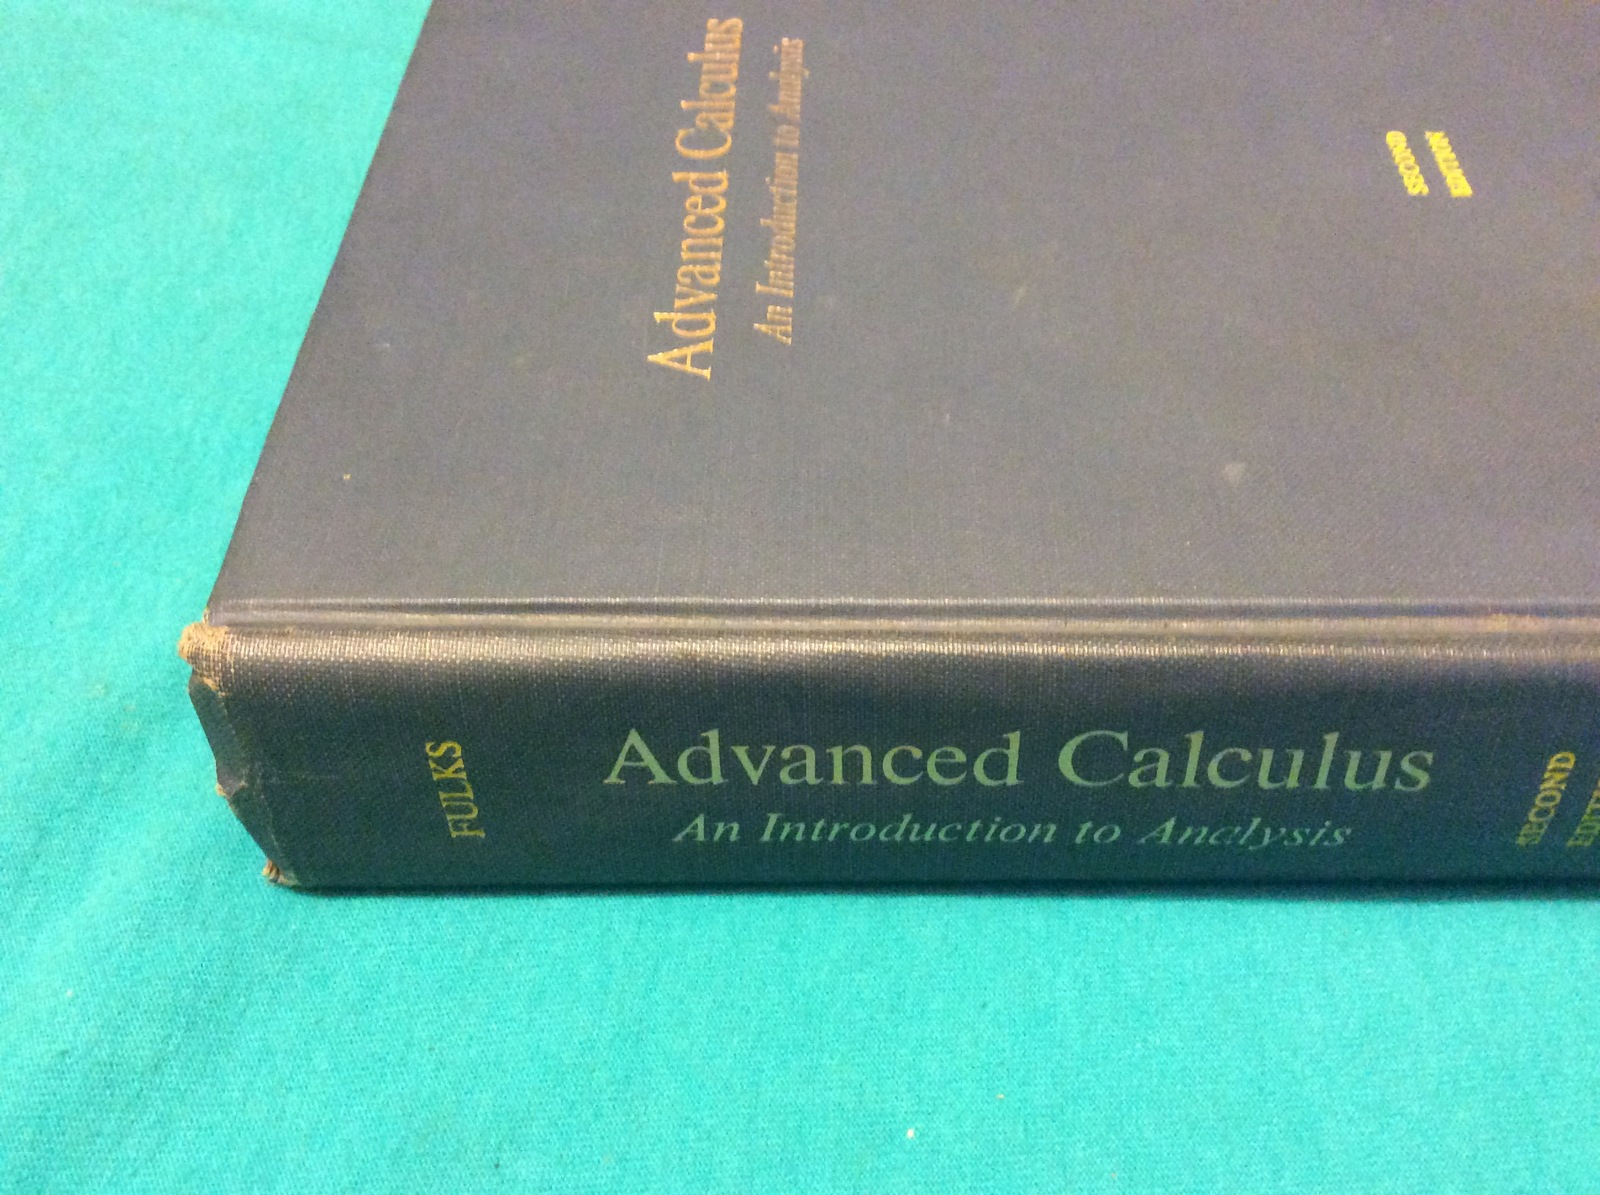 Advanced Calculus
An Introduction to Analysis
SECOND
EDITION
FULKS
Advanced Calculus
An Introduction to Analysis
SECOND